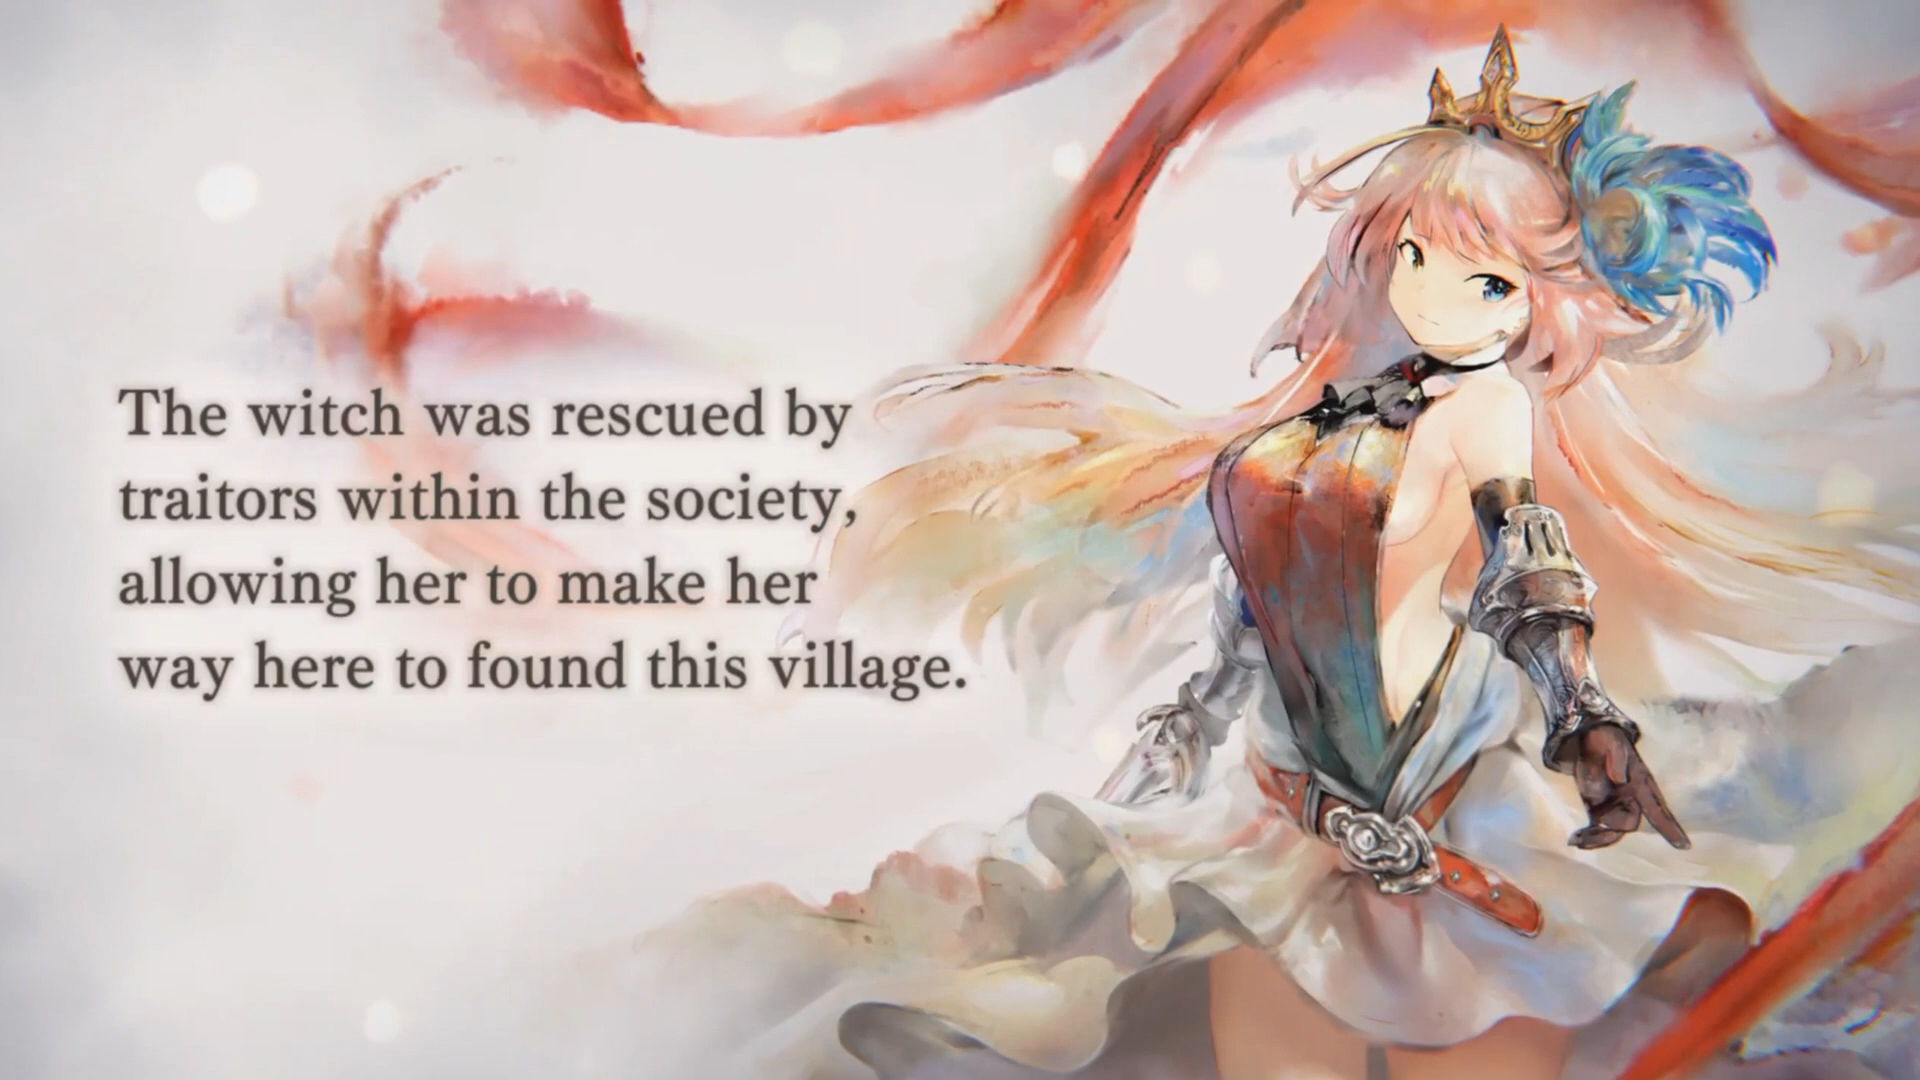 The witch was rescued by
traitors within the society,
allowing her to make her
way here to found this village.